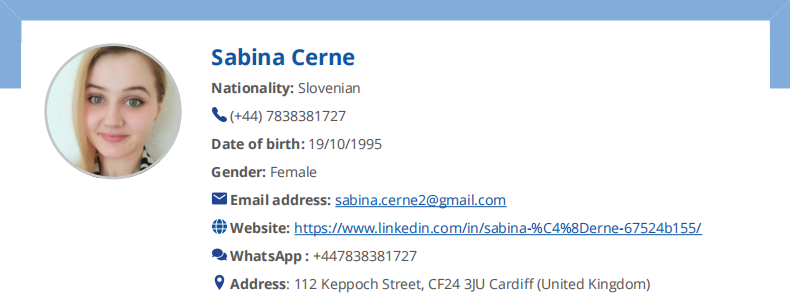 Sabina Cerne
Nationality: Slovenian
(+44) 7838381727
Date of birth: 19/10/1995
Gender: Female
Email address: sabina.cerne2@gmail.com
Website: https://www.linkedin.com/in/sabina-%C4%8Derne-67524b155/
WhatsApp : +447838381727
Address: 112 Keppoch Street, CF24 3JU Cardiff (United Kingdom)